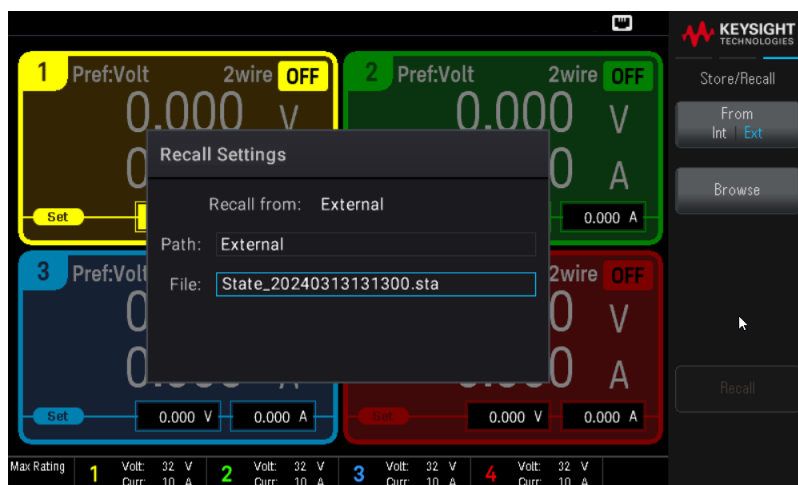 KEYSIGHT
TECHNOLOGIES
1 Pref:Volt 2wire OFF
0.000 V
Set
2 Pref:Volt 2wire OFF
0.000 V
A
0.000 A
3 Pref:Volt
Set 0.000 V 0.000 A
2wire OFF
V
A
Set 0.000 V 0.000 A
Recall Settings
Recall from: External
Path: External
File: State_20240313131300.sta
Store/Recall
From
Int Ext
Browse
Recall
Max Rating 1 Volt: 32 V 2 Volt: 32 V 3 Volt: 32 V 4 Volt: 32 V
Curr: 10 A Curr: 10 A Curr: 10 A Curr: 10 A